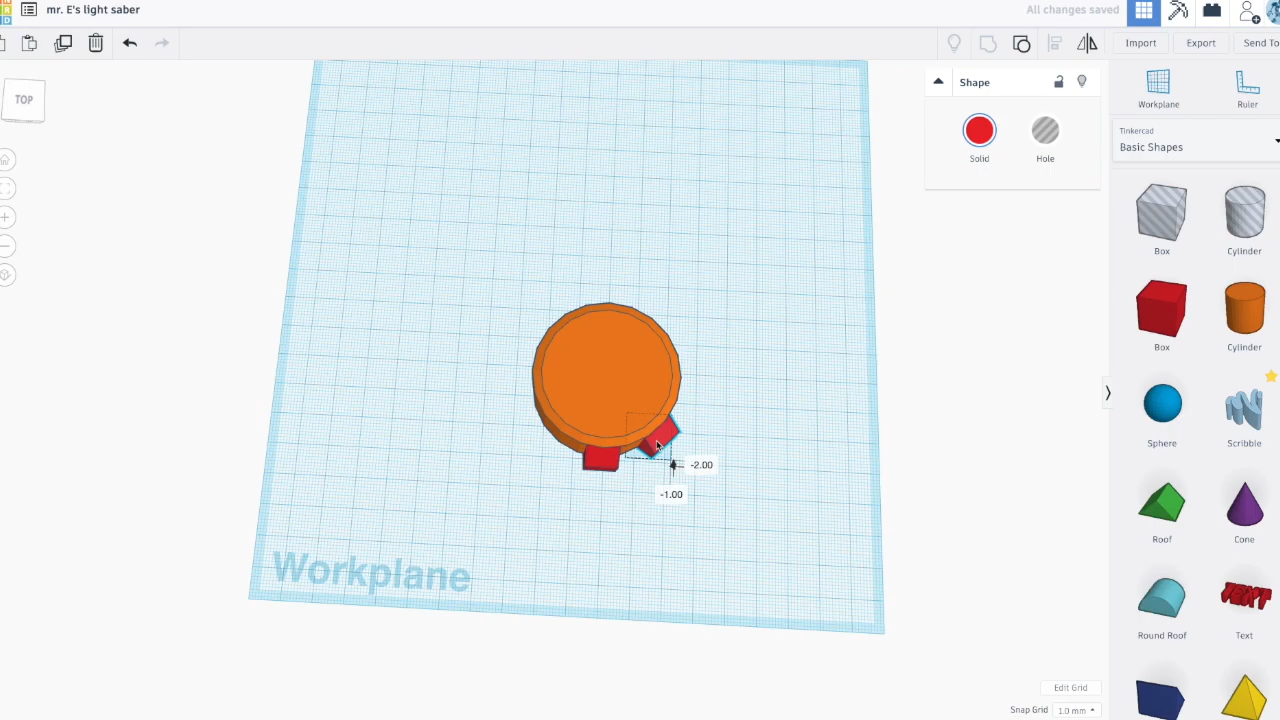 mr. E's light saber
All changes saved
Import
Export
Send To
TOP
Shape
Solid
Hole
Workplane
Ruler
Tinkercad
Basic Shapes
Box
Cylinder
Box
Cylinder
Sphere
Scribble
Roof
Cone
Round Roof
Text
TEXT
-2.00
-1.00
Workplane
Edit Grid
Snap Grid 1.0 mm